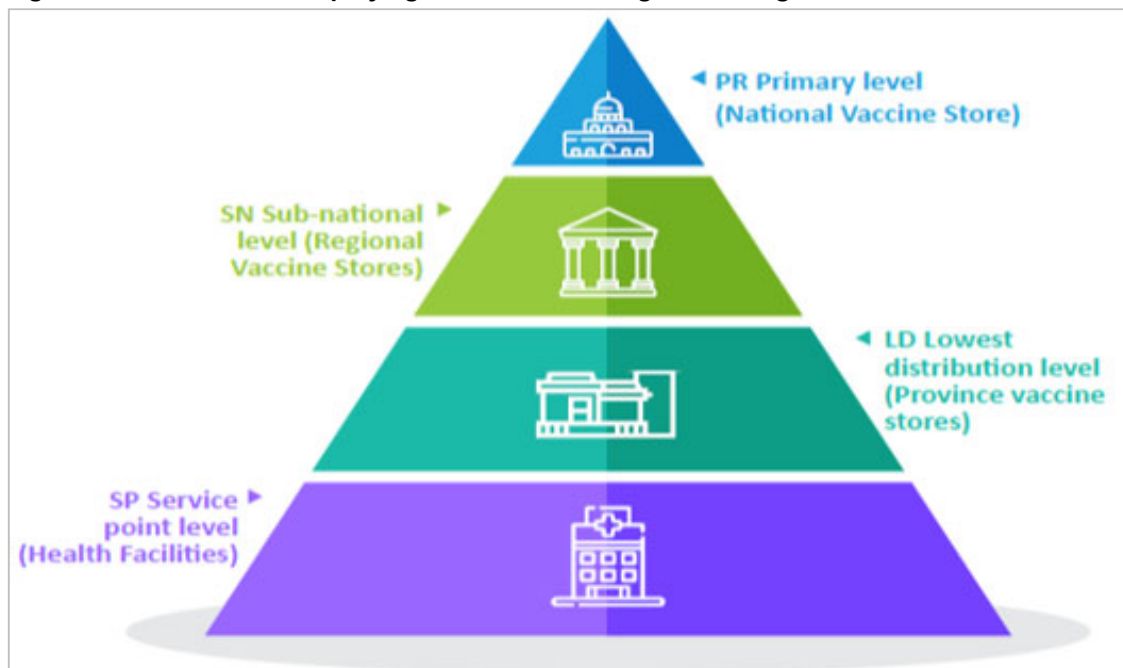 PR Primary level
(National Vaccine Store)
SN Sub-national
level (Regional
Vaccine Stores)
LD Lowest
distribution level
(Province vaccine
stores)
SP Service
point level
(Health Facilities)